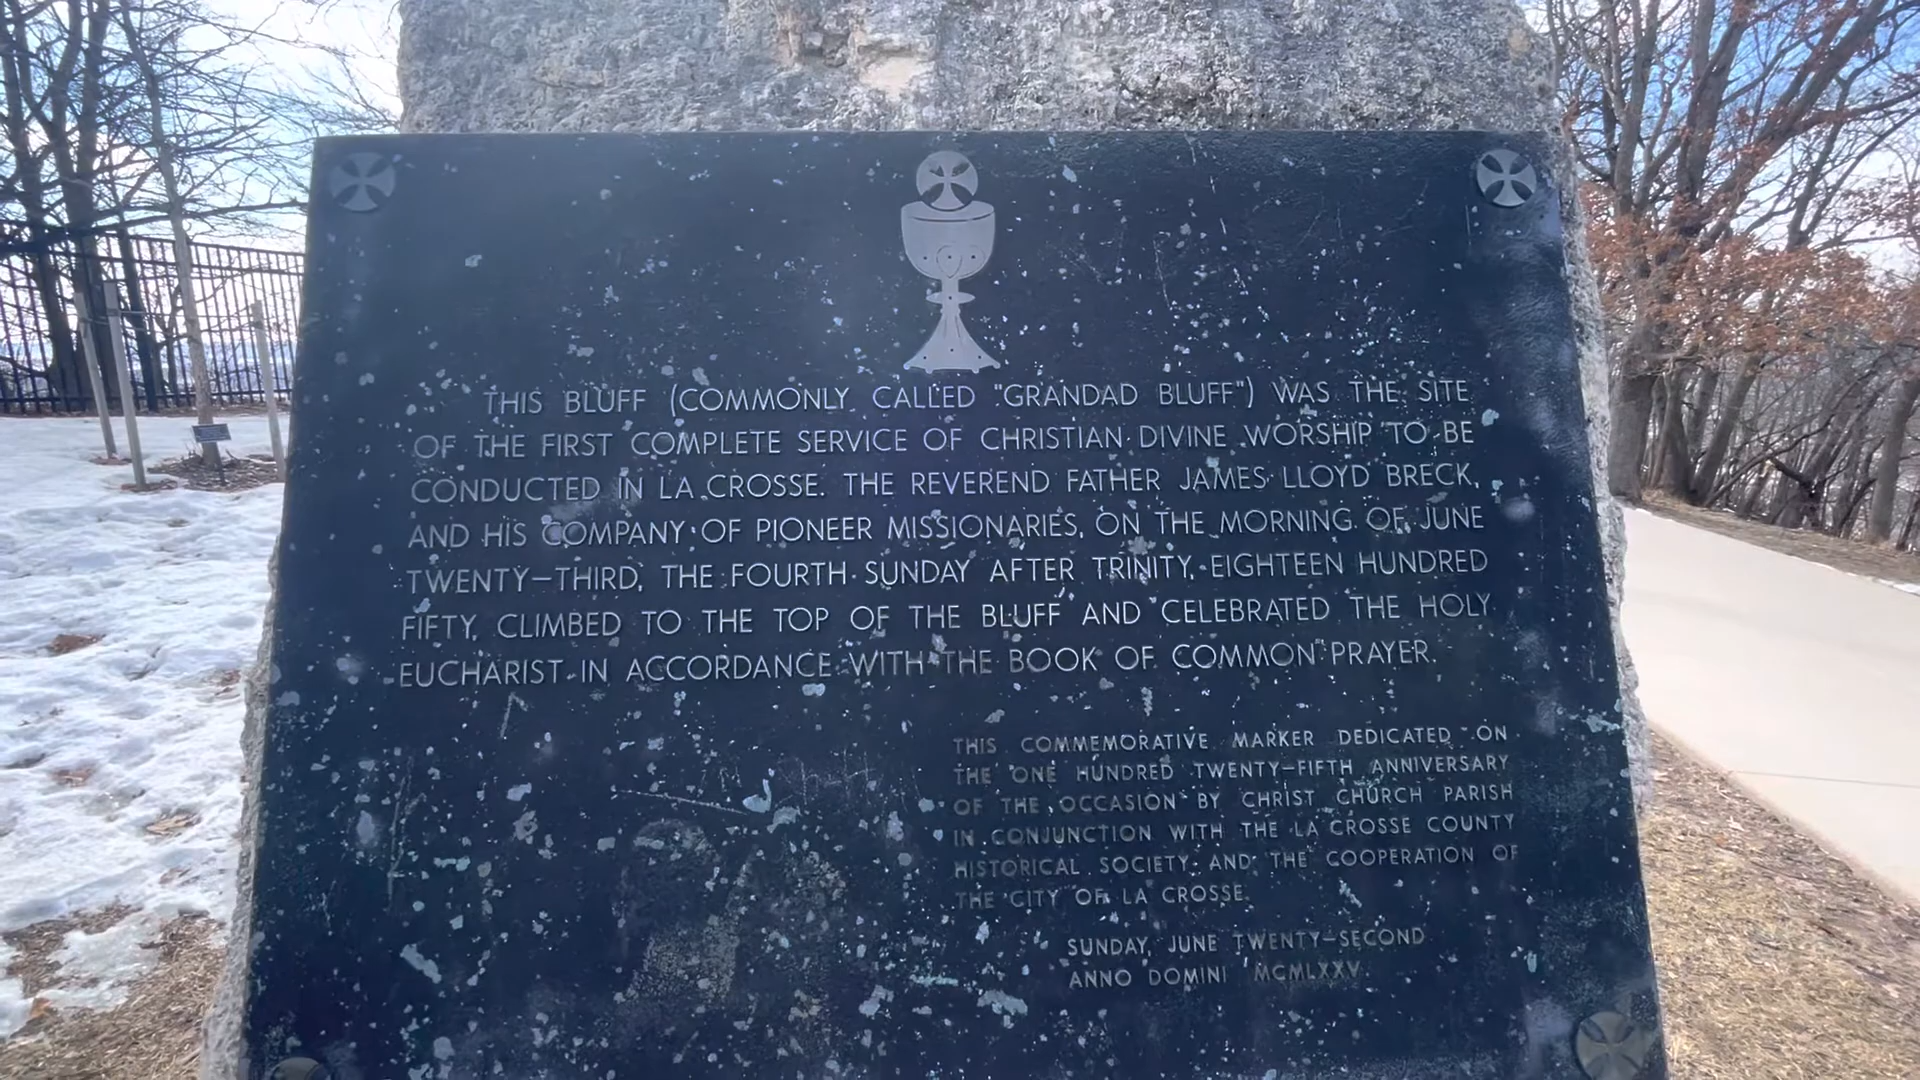 THIS BLUFF (COMMONLY CALLED "GRANDAD BLUFF") WAS THE SITE
OF THE FIRST COMPLETE SERVICE OF CHRISTIAN DIVINE WORSHIP TO BE
CONDUCTED IN LA CROSSE. THE REVEREND FATHER JAMES LLOYD BRECK,
AND HIS COMPANY OF PIONEER MISSIONARIES, ON THE MORNING OF JUNE
TWENTY-THIRD, THE FOURTH SUNDAY AFTER TRINITY, EIGHTEEN HUNDRED
FIFTY, CLIMBED TO THE TOP OF THE BLUFF AND CELEBRATED THE HOLY
EUCHARIST IN ACCORDANCE WITH THE BOOK OF COMMON PRAYER.
THIS COMMEMORATIVE MARKER DEDICATED ON
THE ONE HUNDRED TWENTY-FIFTH ANNIVERSARY
OF THE OCCASION BY CHRIST CHURCH PARISH
IN CONJUNCTION WITH THE LA CROSSE COUNTY
HISTORICAL SOCIETY AND THE COOPERATION OF
THE CITY OF LA CROSSE.
SUNDAY, JUNE TWENTY-SECOND
ANNO DOMINI MCMLXXV